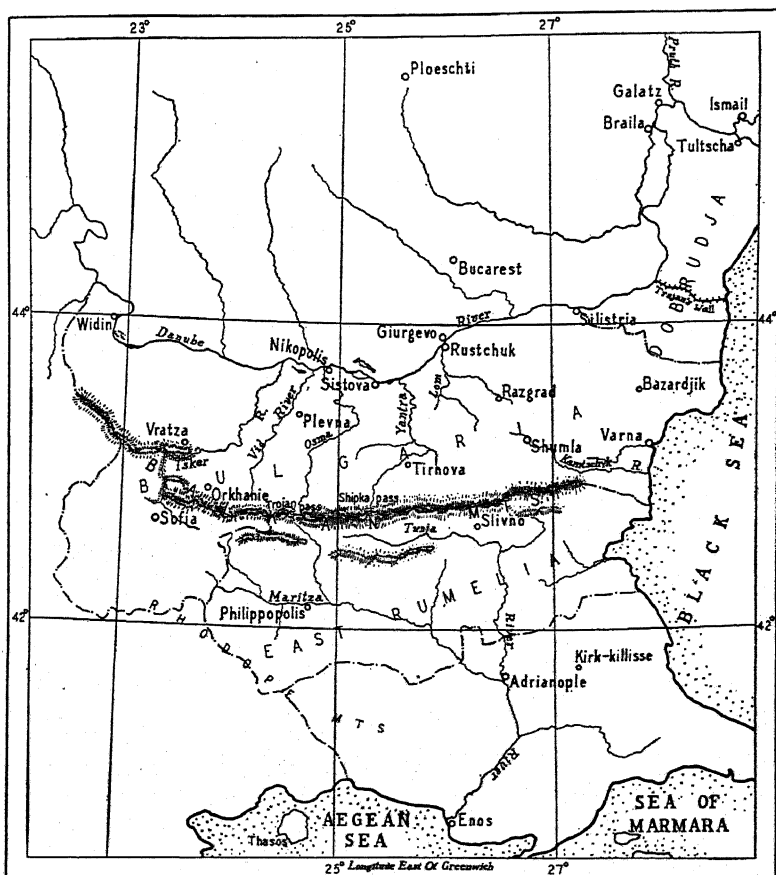 23°
25°
27°
Ploeschti
Pruth R.
Galatz
Ismail
Braila
Tultscha
DOBRUDJA
Bucarest
Trajan's Wall
44°
44°
Widin
Danube
River
Silistria
Giurgevo
Rustchuk
Nikopolis
Sistova
Lom
Razgrad
Bazardjik
Plevna
Vid River
R.
Osma
Yantra
Vratza
Isker
Shumla
Varna
Kamtschik R.
BULGARIA
Tirnova
BALKAN MTS
Orkhanie
Trojan pass
Shipka pass
Sofia
Slivno
Tunja
BLACK SEA
Maritza
Philippopolis
EAST RUMELIA
42°
42°
RHODOPE MTS
River
Kirk-killisse
Adrianople
River
Enos
AEGEAN
SEA
Thasos
SEA OF
MARMARA
25°
Longitude East Of Greenwich
27°